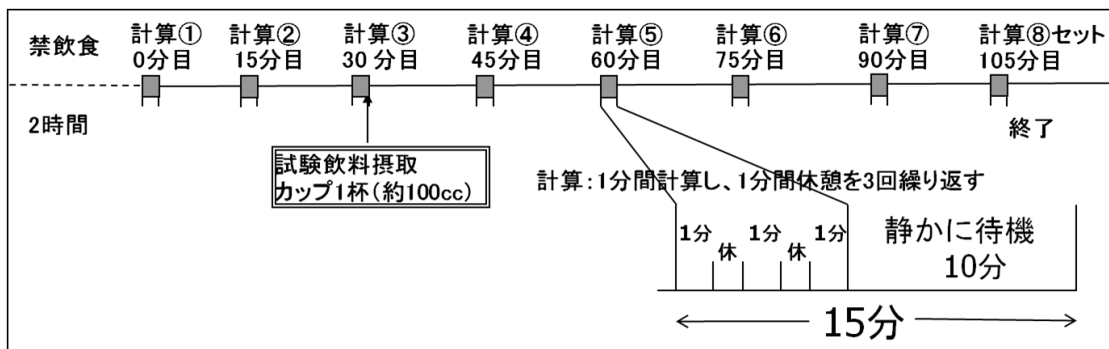 禁飲食
計算①
0分目
計算②
15分目
計算③
30 分目
計算④
45分目
計算⑤
60分目
計算⑥
75分目
計算⑦
90分目
計算⑧セット
105分目
2時間
終了
試験飲料摂取
カップ1杯(約100cc)
計算:1分間計算し、1分間休憩を3回繰り返す
1分
休
1分
休
1分
静かに待機
10分
15分